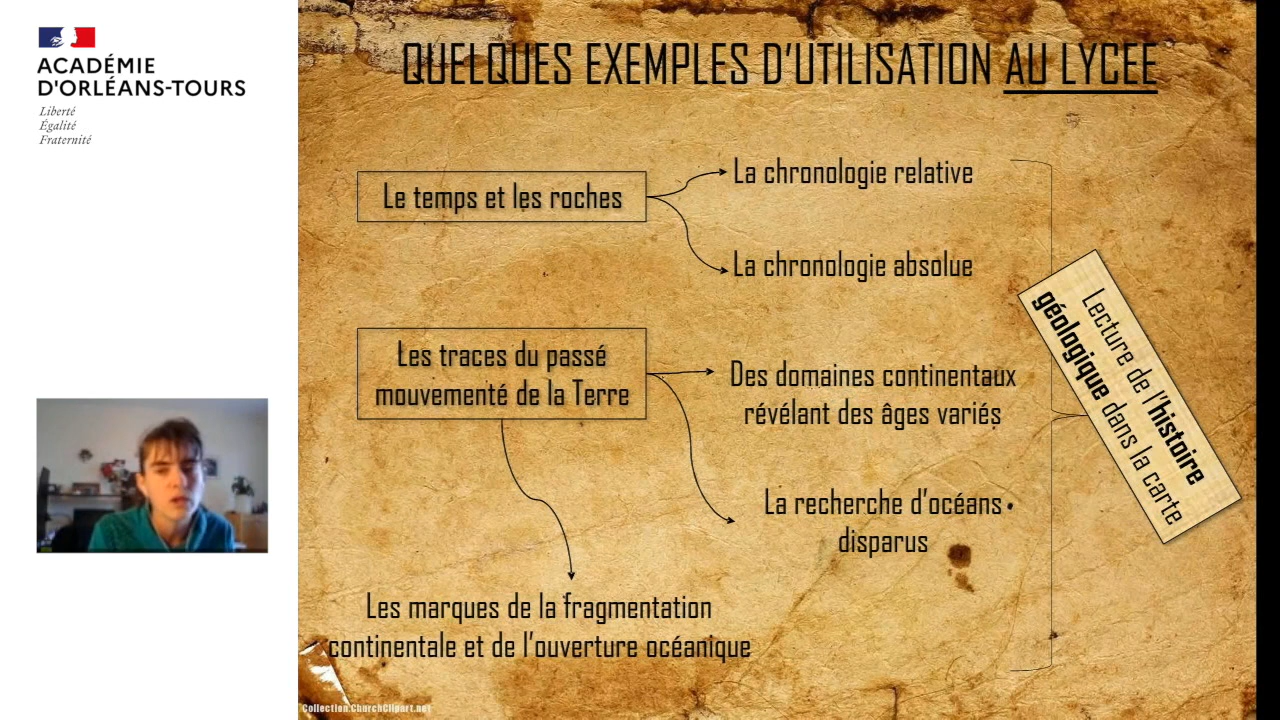 ACADÉMIE
D'ORLÉANS-TOURS
Liberté
Égalité
Fraternité
QUELQUES EXEMPLES D'UTILISATION AU LYCEE
Le temps et les roches
La chronologie relative
La chronologie absolue
Les traces du passé
mouvementé de la Terre
Des domaines continentaux
révélant des âges variés
La recherche d'océans
disparus
Les marques de la fragmentation
continentale et de l'ouverture océanique
Lecture de l'histoire
géologique dans la carte
Collection ChurchClipart.net